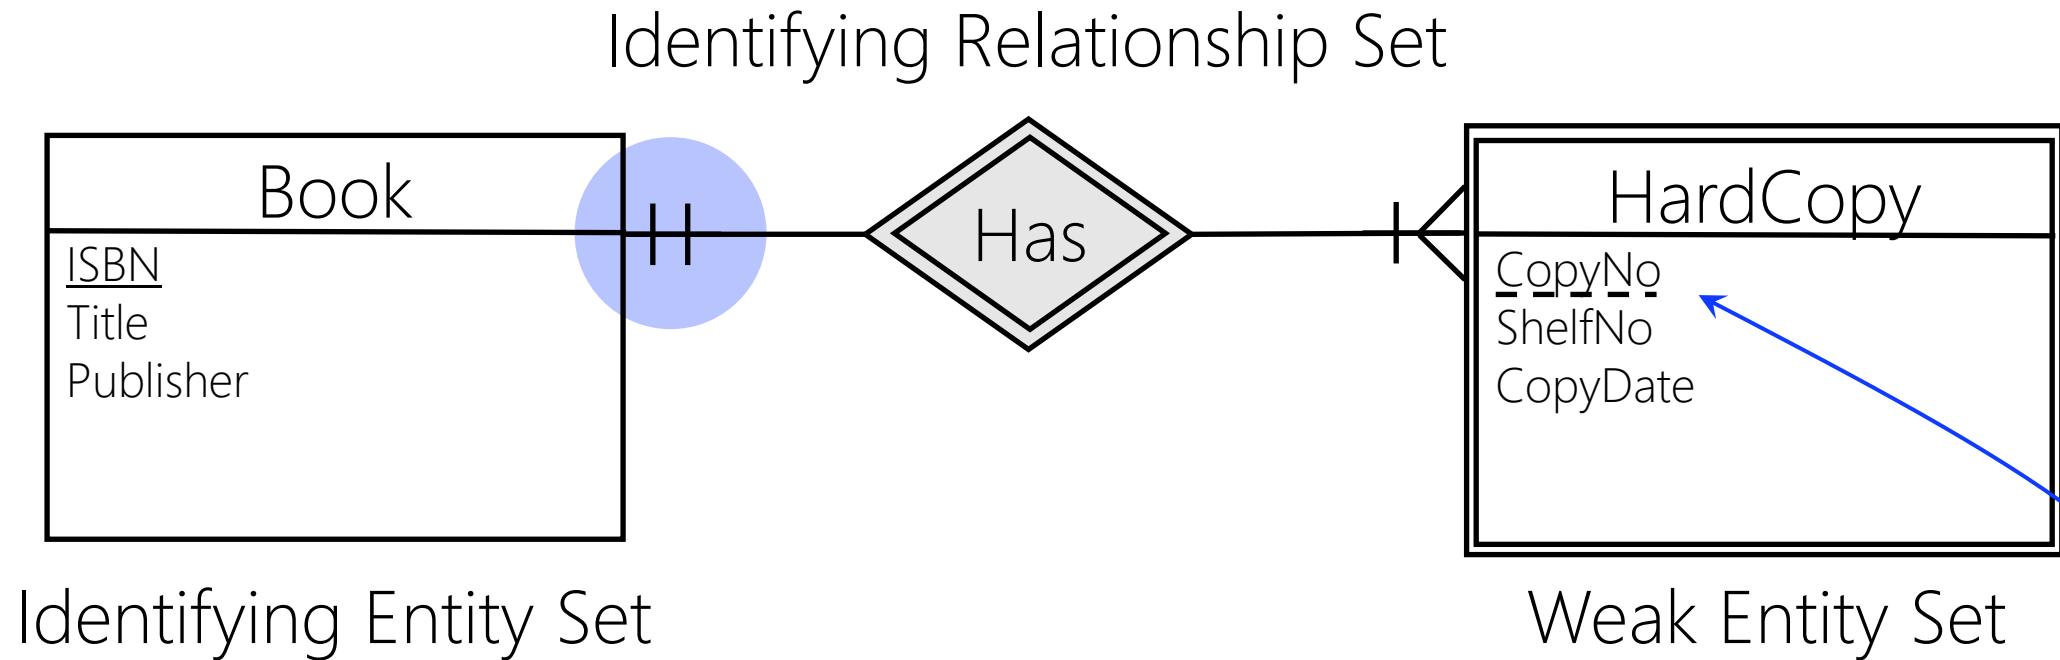 Identifying Relationship Set
Book
ISBN
Title
Publisher
Has
HardCopy
CopyNo
ShelfNo
CopyDate
Identifying Entity Set
Weak Entity Set